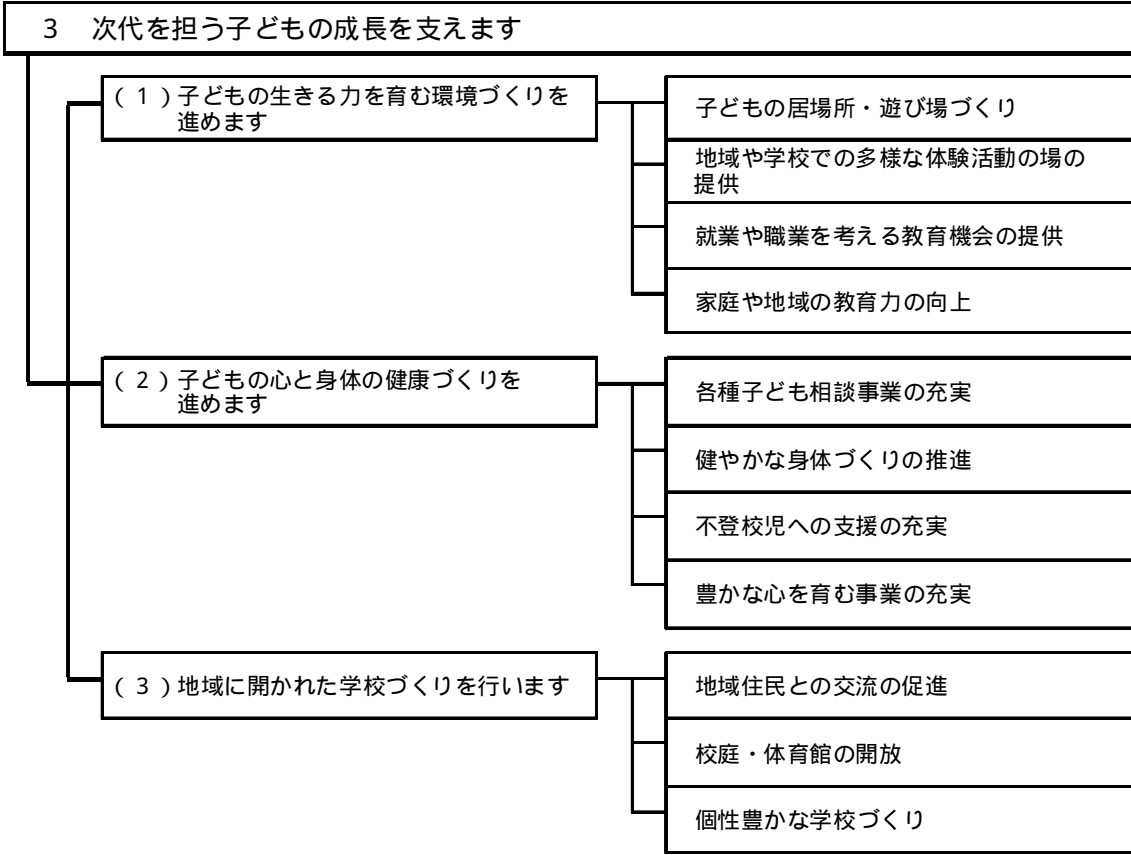 3 次代を担う子どもの成長を支えます
(1)子どもの生きる力を育む環境づくりを
進めます
子どもの居場所・遊び場づくり
地域や学校での多様な体験活動の場の
提供
就業や職業を考える教育機会の提供
家庭や地域の教育力の向上
(2)子どもの心と身体の健康づくりを
進めます
各種子ども相談事業の充実
健やかな身体づくりの推進
不登校児への支援の充実
豊かな心を育む事業の充実
(3)地域に開かれた学校づくりを行います
地域住民との交流の促進
校庭・体育館の開放
個性豊かな学校づくり